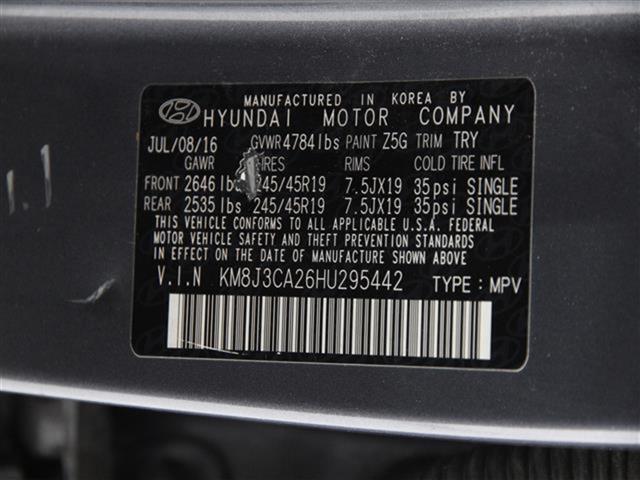 MANUFACTURED IN KOREA BY
HYUNDAI MOTOR COMPANY
JUL/08/16 GVWR 4784lbs PAINT Z5G TRIM TRY
GAWR RIMS COLD TIRE INFL
FRONT 2646 lbs 245/45R19 7.5JX19 35psi SINGLE
REAR 2535 lbs 245/45R19 7.5JX19 35psi SINGLE
THIS VEHICLE CONFORMS TO ALL APPLICABLE U.S.A. FEDERAL
MOTOR VEHICLE SAFETY AND THEFT PREVENTION STANDARDS
IN EFFECT ON THE DATE OF MANUFACTURE SHOWN ABOVE
V.I.N KM8J3CA26HU295442 TYPE : MPV